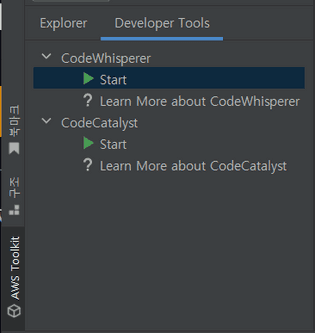 Explorer Developer Tools
CodeWhisperer
Start
? Learn More about CodeWhisperer
CodeCatalyst
Start
? Learn More about CodeCatalyst
북마크
구조
AWS Toolkit